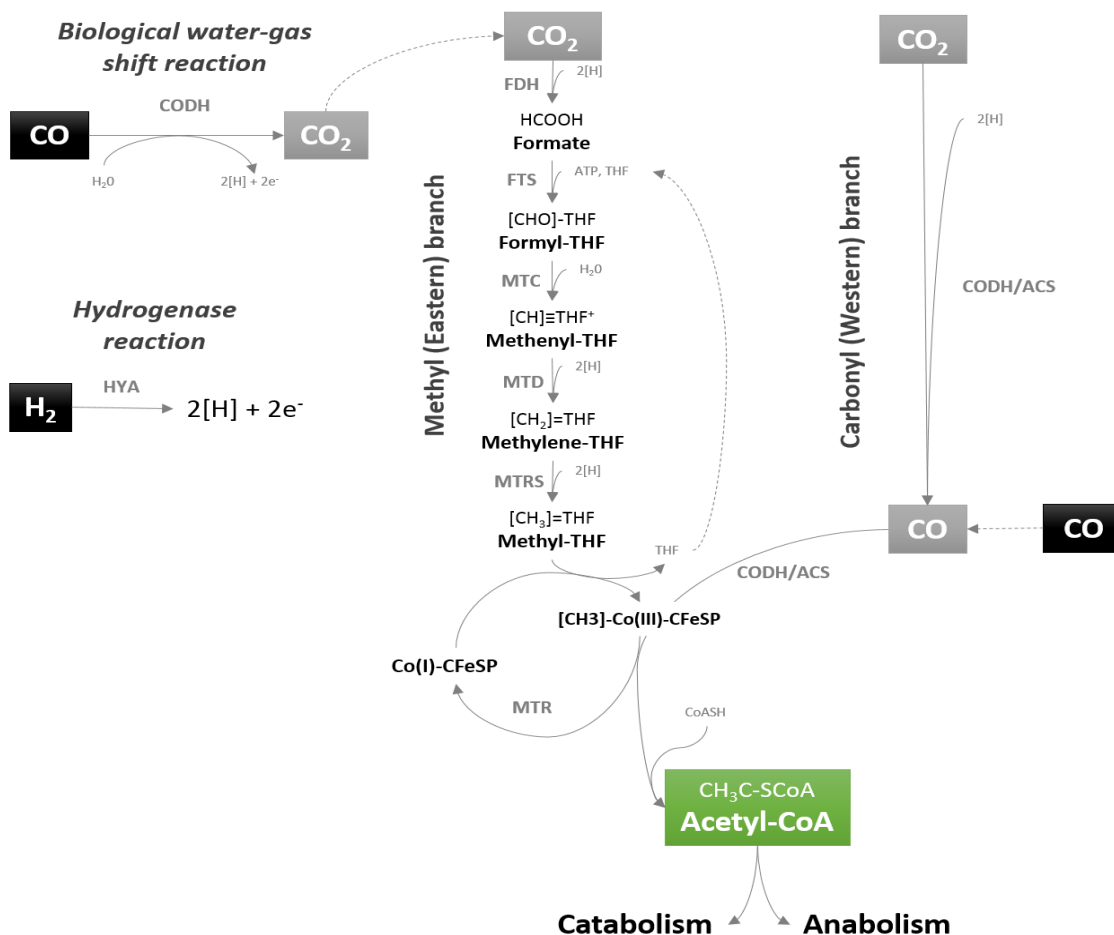 Biological water-gas
shift reaction
CODH
CO
CO2
H2O
2[H] + 2e-
Hydrogenase
reaction
HYA
H2
2[H] + 2e-
Methyl (Eastern) branch
CO2
FDH
2[H]
HCOOH
Formate
FTS
ATP, THF
[CHO]-THF
Formyl-THF
MTC
H2O
[CH]≡THF+
Methenyl-THF
MTD
2[H]
[CH2]=THF
Methylene-THF
MTRS
2[H]
[CH3]=THF
Methyl-THF
THF
Carbonyl (Western) branch
CO2
2[H]
CODH/ACS
CO
CO
CODH/ACS
[CH3]-Co(III)-CFeSP
Co(I)-CFeSP
MTR
CoASH
CH3C-SCoA
Acetyl-CoA
Catabolism
Anabolism